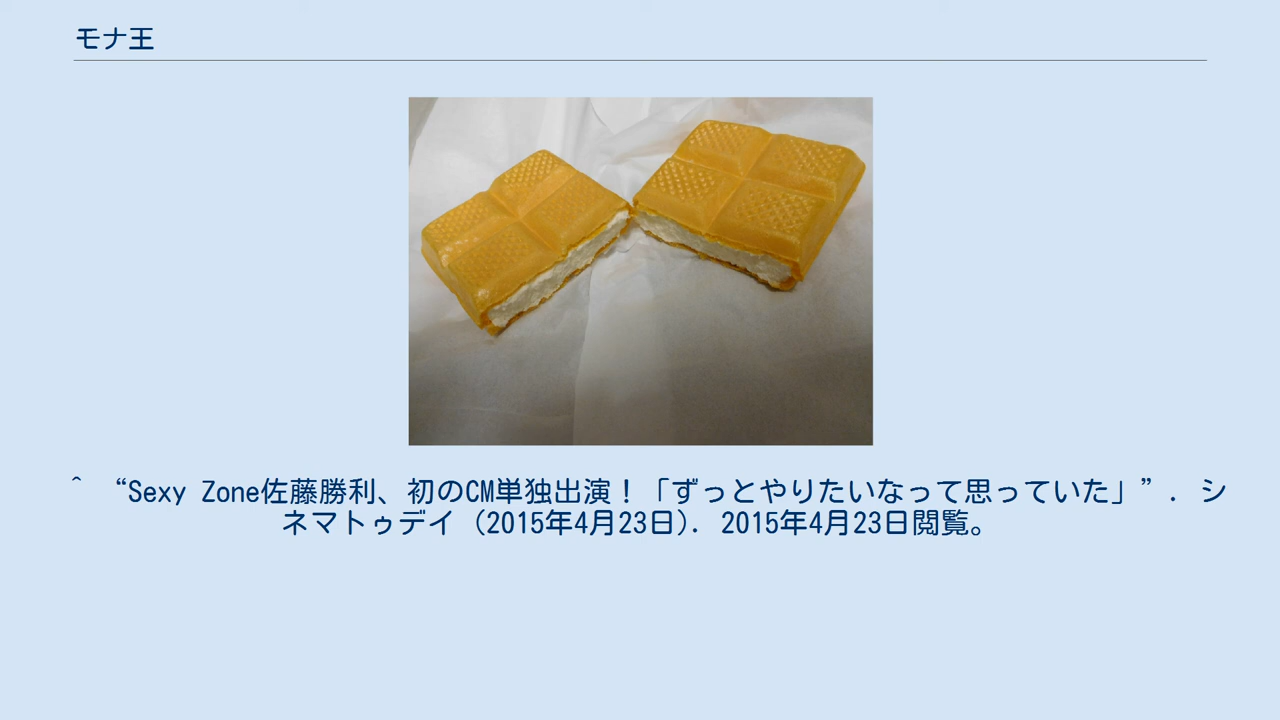 モナ王
^ “Sexy Zone佐藤勝利、初のCM単独出演！「ずっとやりたいなって思っていた」”. シ
ネマトゥデイ (2015年4月23日). 2015年4月23日閲覧。